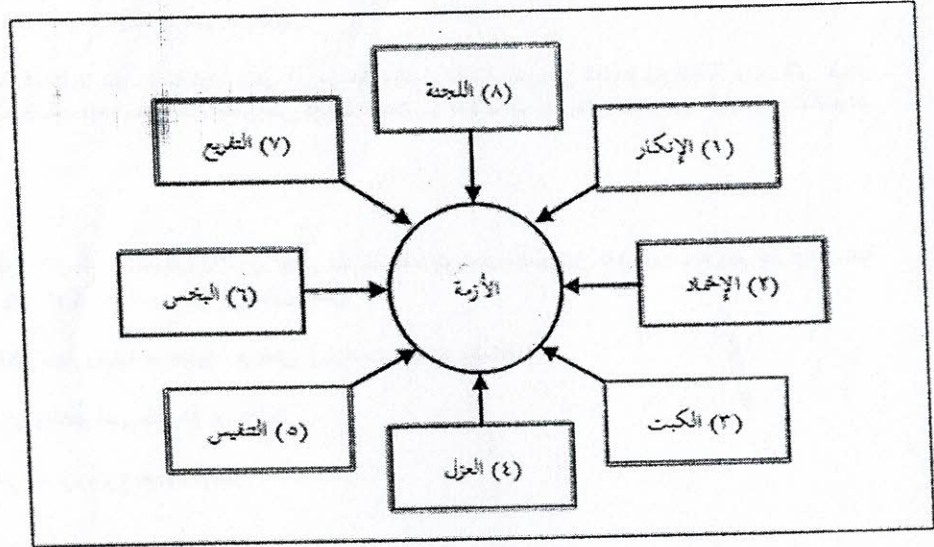 (١) الإنكار
(٢) الإخماد
(٣) الكبت
(٤) العزل
(٥) التنفيس
(٦) البخس
(٧) التفريغ
(٨) اللجنة
الأزمة